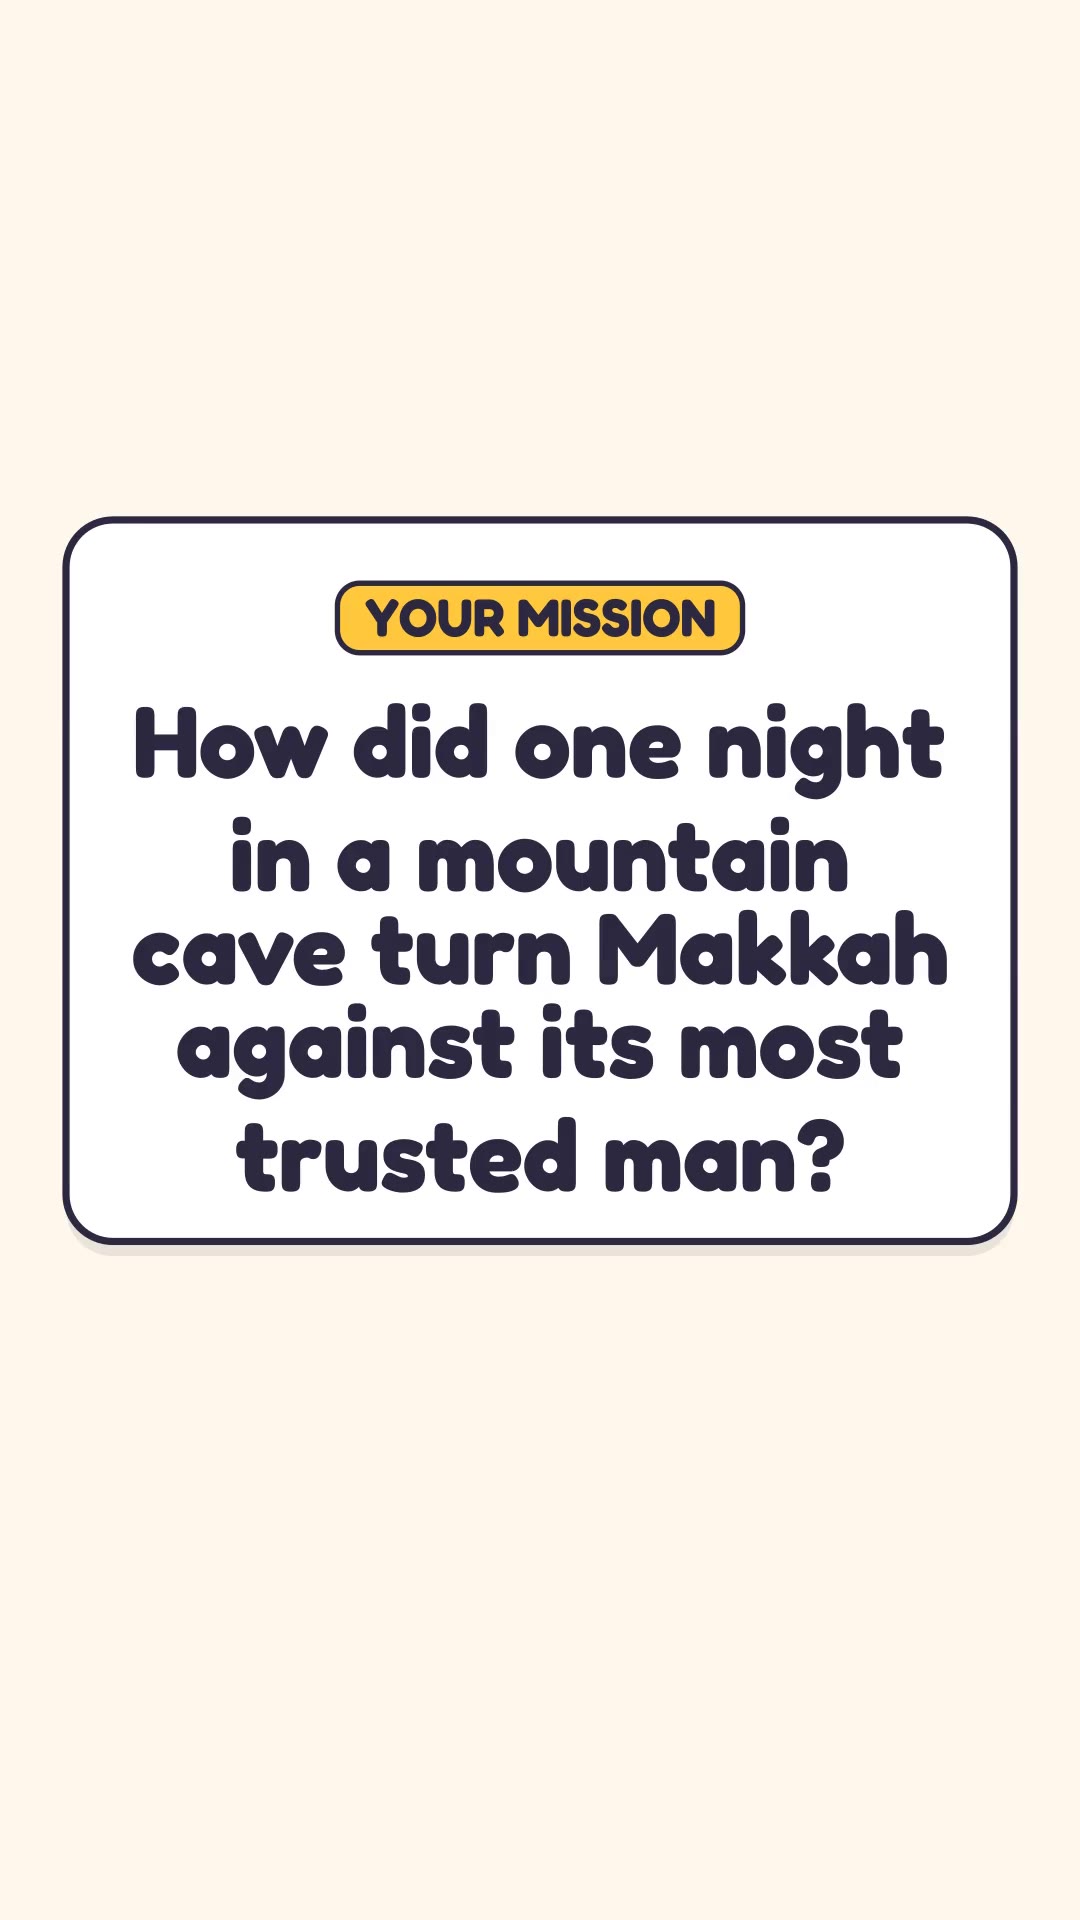 YOUR MISSION
How did one night
in a mountain
cave turn Makkah
against its most
trusted man?